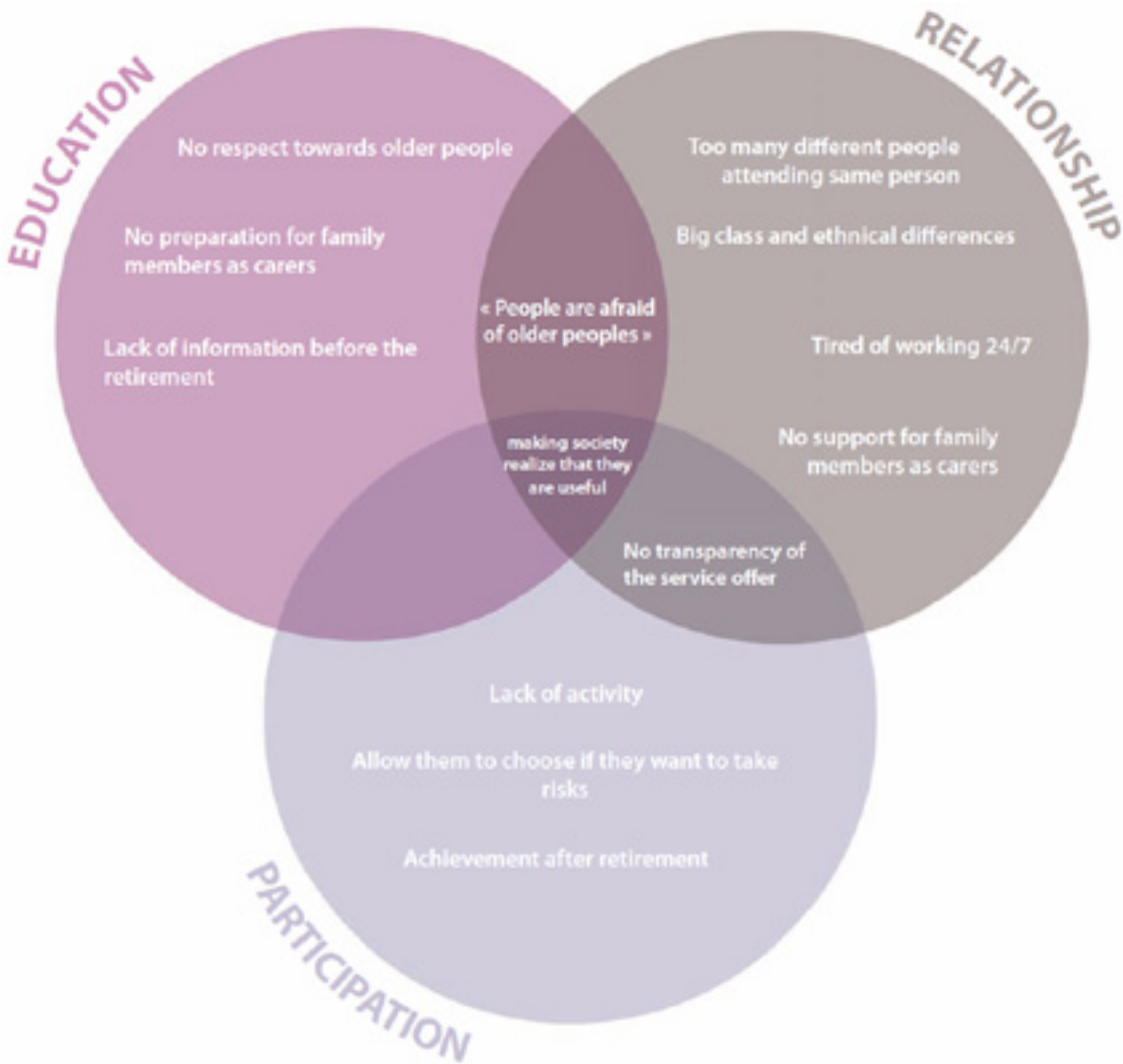 EDUCATION
No respect towards older people
No preparation for family
members as carers
Lack of information before the
retirement
RELATIONSHIP
Too many different people
attending same person
Big class and ethnical differences
Tired of working 24/7
No support for family
members as carers
« People are afraid
of older peoples »
making society
realize that they
are useful
No transparency of
the service offer
Lack of activity
Allow them to choose if they want to take
risks
Achievement after retirement
PARTICIPATION